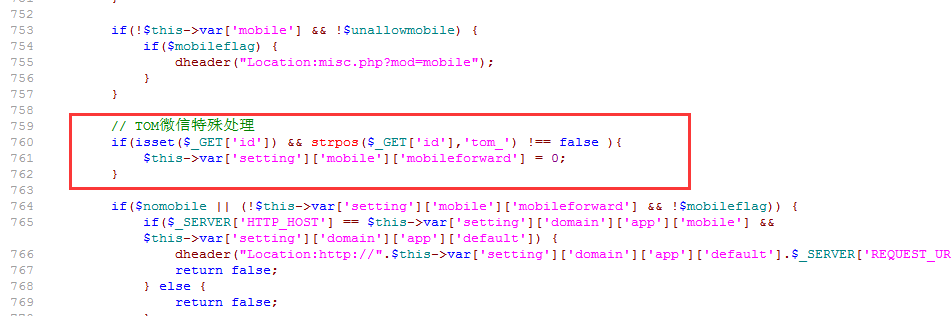 752
753 if(!$this->var['mobile'] && !$unallowmobile) {
754 if($mobileflag) {
755 dheader("Location:misc.php?mod=mobile");
756 }
757 }
758
759 // TOM微信特殊处理
760 if(isset($_GET['id']) && strpos($_GET['id'],'tom_') !== false ){
761 $this->var['setting']['mobile']['mobileforward'] = 0;
762 }
763
764 if($nomobile || (!$this->var['setting']['mobile']['mobileforward'] && !$mobileflag)) {
765 if($_SERVER['HTTP_HOST'] == $this->var['setting']['domain']['app']['mobile'] &&
$this->var['setting']['domain']['app']['default']) {
766 dheader("Location:http://".$this->var['setting']['domain']['app']['default'].$_SERVER['REQUEST_UR
767 return false;
768 } else {
769 return false;